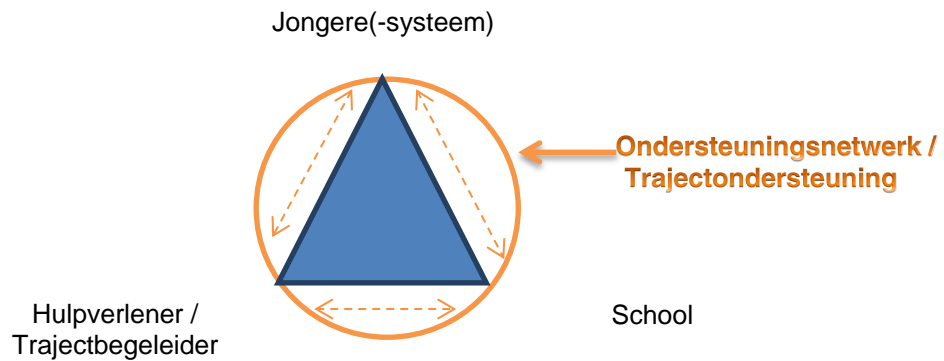 Jongere(-systeem)
Ondersteuningsnetwerk /
Trajectondersteuning
Hulpverlener /
Trajectbegeleider
School